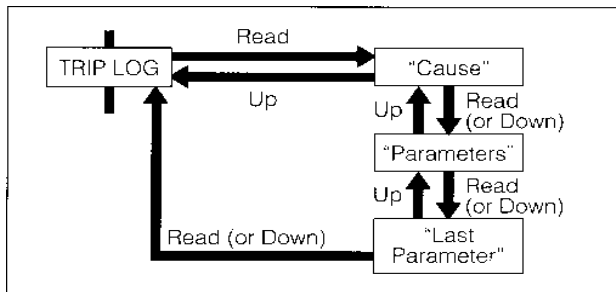 Read
TRIP LOG
"Cause"
Up
Up
Read
(or Down)
"Parameters"
Up
Read
(or Down)
Read (or Down)
"Last
Parameter"